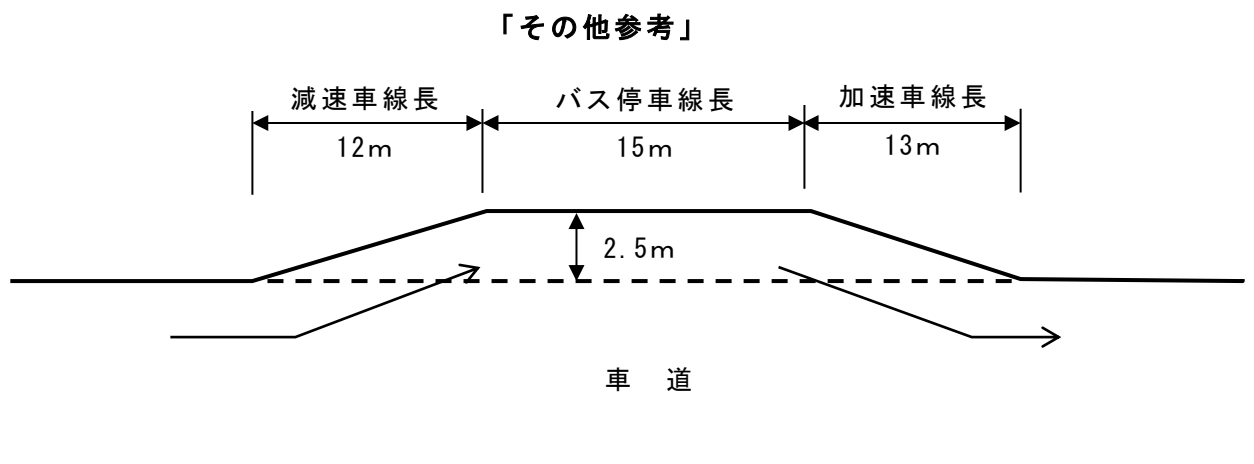 「その他参考」
減速車線長
バス停車線長
加速車線長
12ｍ
15ｍ
13ｍ
2.5ｍ
車　道